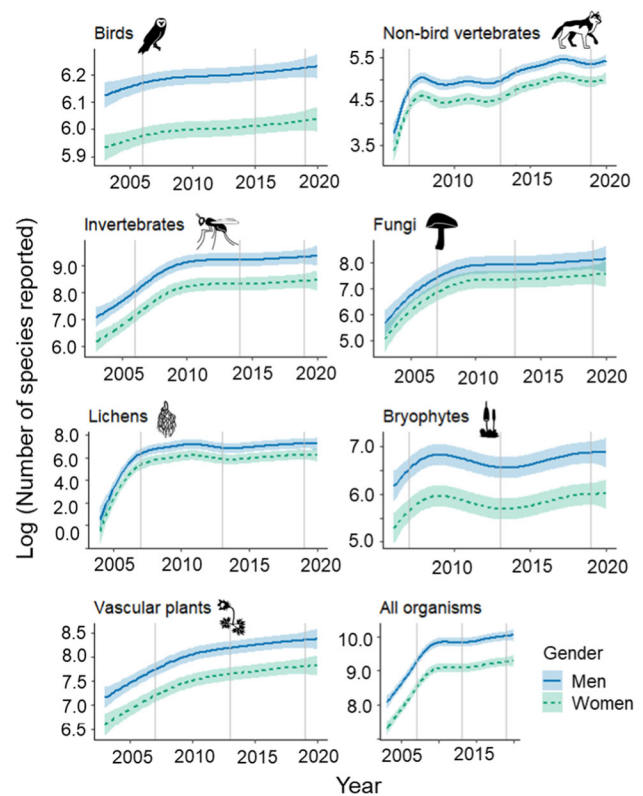 Birds
6.2
6.1
6.0
5.9
2005 2010 2015 2020
Non-bird vertebrates
5.5
4.5
3.5
2010 2015 2020
Invertebrates
9.0
8.0
7.0
6.0
2005 2010 2015 2020
Fungi
8.0
7.0
6.0
5.0
2005 2010 2015 2020
Lichens
8.0
6.0
2.0
0.0
2005 2010 2015 2020
Bryophytes
7.0
6.0
5.0
2010 2015 2020
Vascular plants
8.5
8.0
7.5
7.0
6.5
2005 2010 2015 2020
All organisms
10.0
9.0
8.0
2005 2015
Gender
Men
Women
Log (Number of species reported)
Year